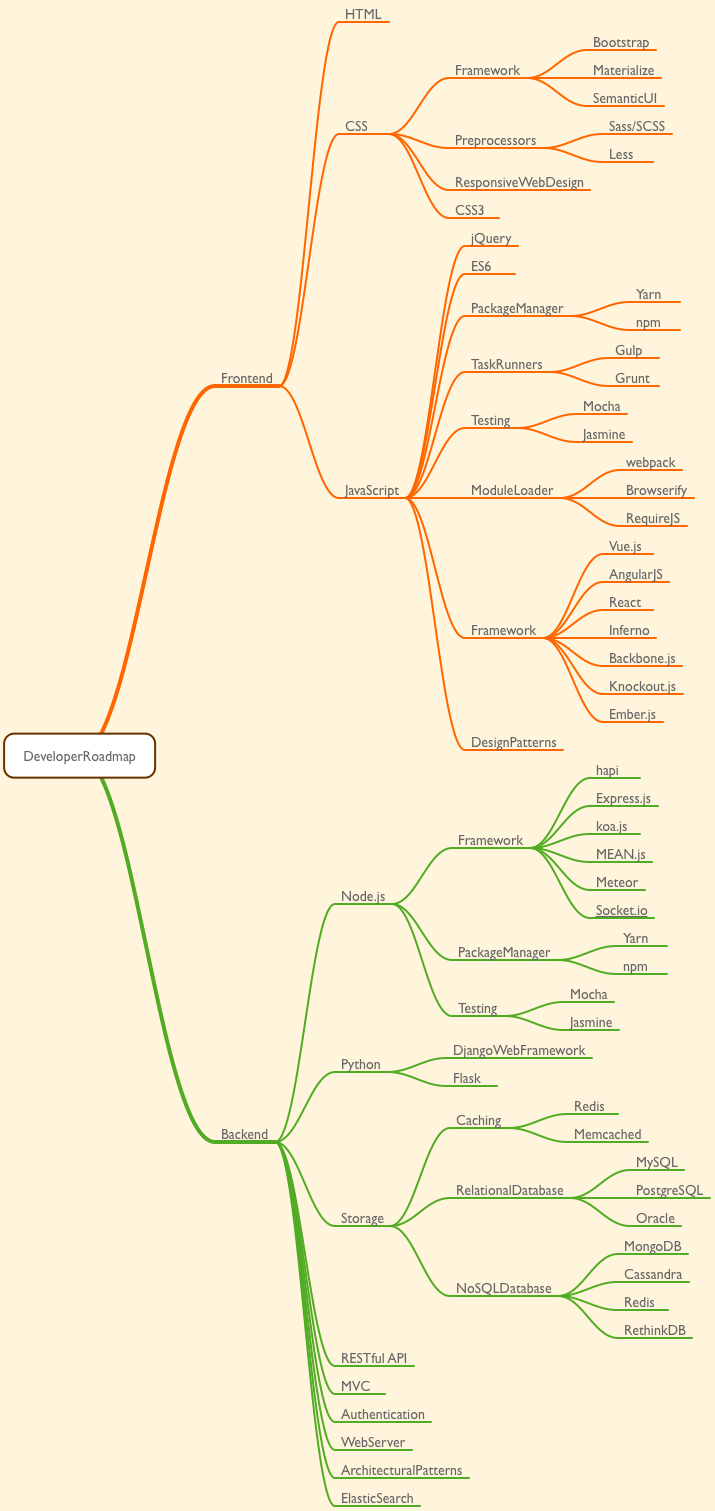 HTML
Bootstrap
Framework
Materialize
SemanticUI
CSS
Sass/SCSS
Preprocessors
Less
ResponsiveWebDesign
CSS3
jQuery
ES6
Yarn
PackageManager
npm
Gulp
TaskRunners
Frontend
Grunt
Mocha
Testing
Jasmine
webpack
JavaScript
ModuleLoader
Browserify
RequireJS
Vue.js
AngularJS
React
Framework
Inferno
Backbone.js
Knockout.js
Ember.js
DesignPatterns
DeveloperRoadmap
hapi
Express.js
koa.js
Framework
MEAN.js
Meteor
Node.js
Socket.io
Yarn
PackageManager
npm
Mocha
Testing
Jasmine
DjangoWebFramework
Python
Flask
Redis
Caching
Backend
Memcached
MySQL
RelationalDatabase
PostgreSQL
Storage
Oracle
MongoDB
Cassandra
NoSQLDatabase
Redis
RethinkDB
RESTful API
MVC
Authentication
WebServer
ArchitecturalPatterns
ElasticSearch